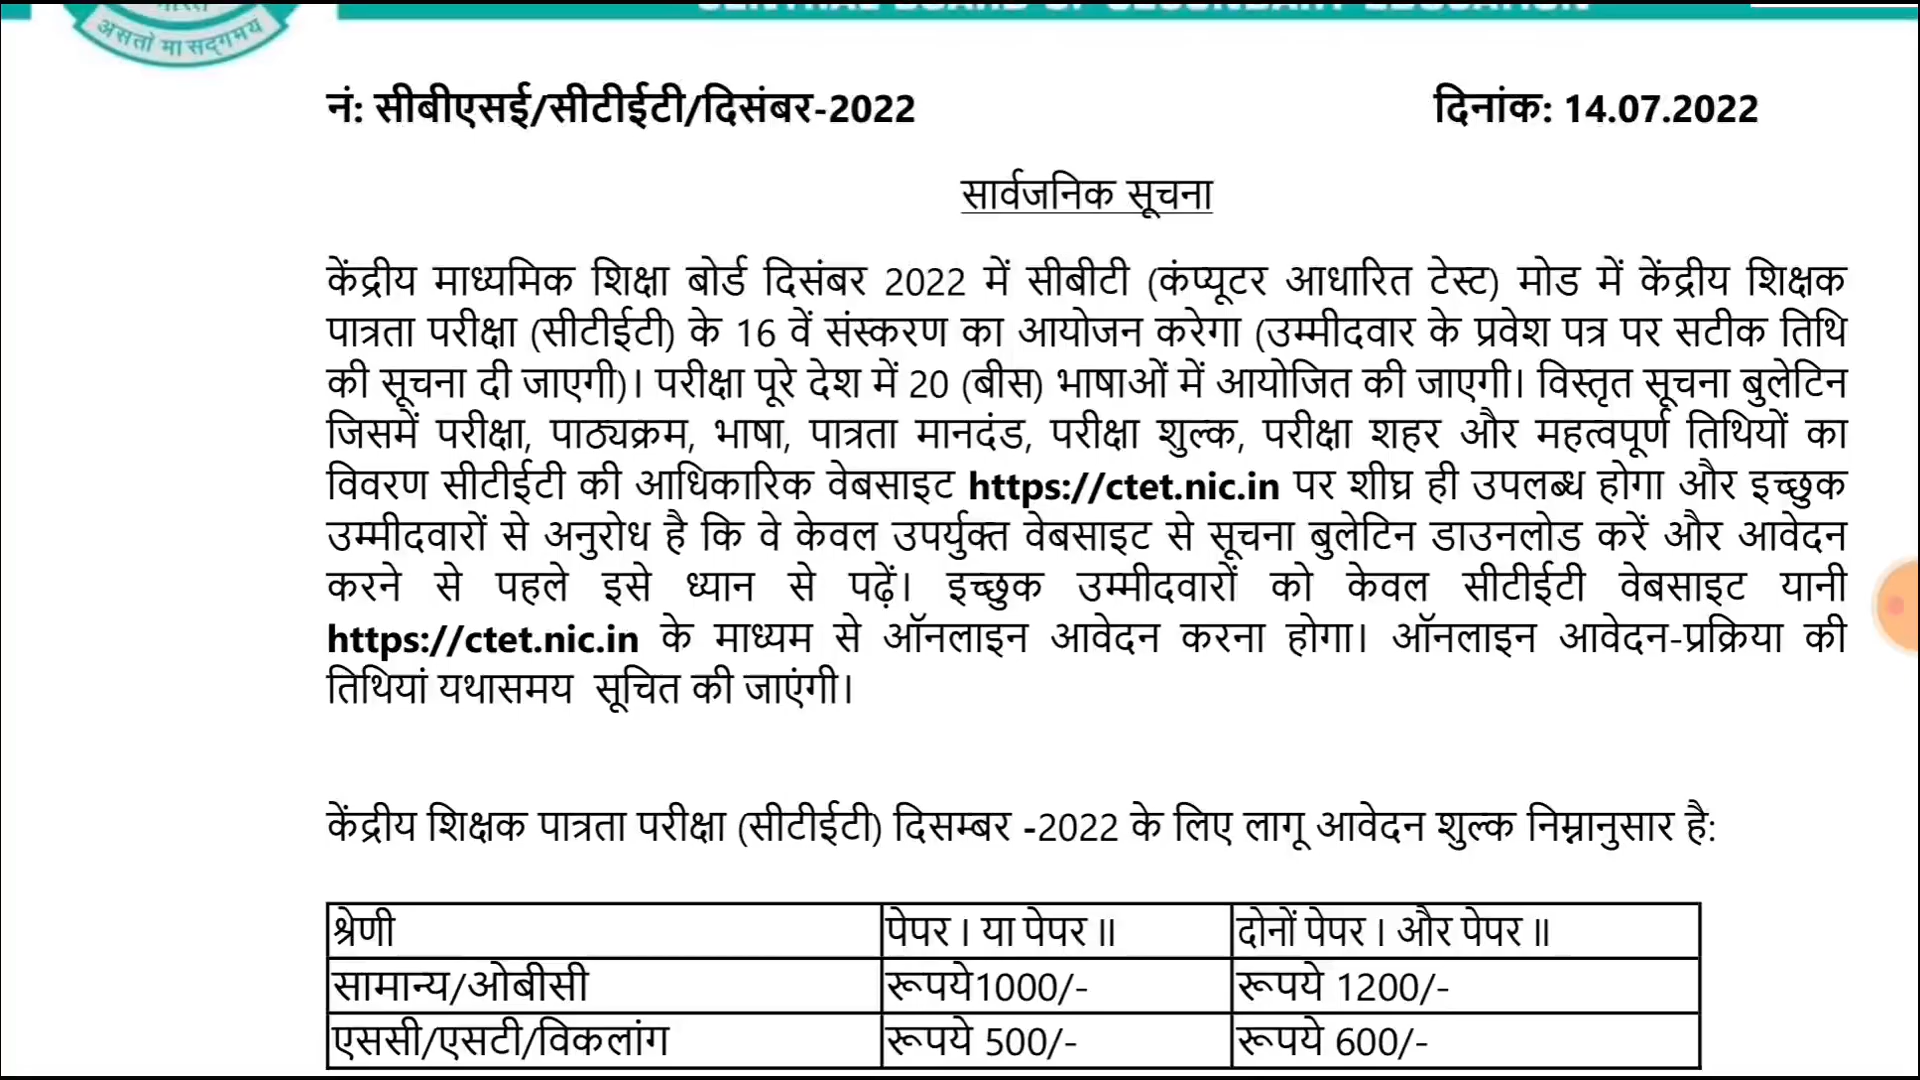 असतो मा सद्गमय
CENTRAL BOARD OF SECONDARY EDUCATION
नं: सीबीएसई/सीटीईटी/दिसंबर-2022 दिनांक: 14.07.2022
सार्वजनिक सूचना
केंद्रीय माध्यमिक शिक्षा बोर्ड दिसंबर 2022 में सीबीटी (कंप्यूटर आधारित टेस्ट) मोड में केंद्रीय शिक्षक
पात्रता परीक्षा (सीटीईटी) के 16 वें संस्करण का आयोजन करेगा (उम्मीदवार के प्रवेश पत्र पर सटीक तिथि
की सूचना दी जाएगी)। परीक्षा पूरे देश में 20 (बीस) भाषाओं में आयोजित की जाएगी। विस्तृत सूचना बुलेटिन
जिसमें परीक्षा, पाठ्यक्रम, भाषा, पात्रता मानदंड, परीक्षा शुल्क, परीक्षा शहर और महत्वपूर्ण तिथियों का
विवरण सीटीईटी की आधिकारिक वेबसाइट https://ctet.nic.in पर शीघ्र ही उपलब्ध होगा और इच्छुक
उम्मीदवारों से अनुरोध है कि वे केवल उपर्युक्त वेबसाइट से सूचना बुलेटिन डाउनलोड करें और आवेदन
करने से पहले इसे ध्यान से पढ़ें। इच्छुक उम्मीदवारों को केवल सीटीईटी वेबसाइट यानी
https://ctet.nic.in के माध्यम से ऑनलाइन आवेदन करना होगा। ऑनलाइन आवेदन-प्रक्रिया की
तिथियां यथासमय सूचित की जाएंगी।
केंद्रीय शिक्षक पात्रता परीक्षा (सीटीईटी) दिसम्बर -2022 के लिए लागू आवेदन शुल्क निम्नानुसार है:
श्रेणी पेपर I या पेपर II दोनों पेपर I और पेपर II
सामान्य/ओबीसी रूपये1000/- रूपये 1200/-
एससी/एसटी/विकलांग रूपये 500/- रूपये 600/-